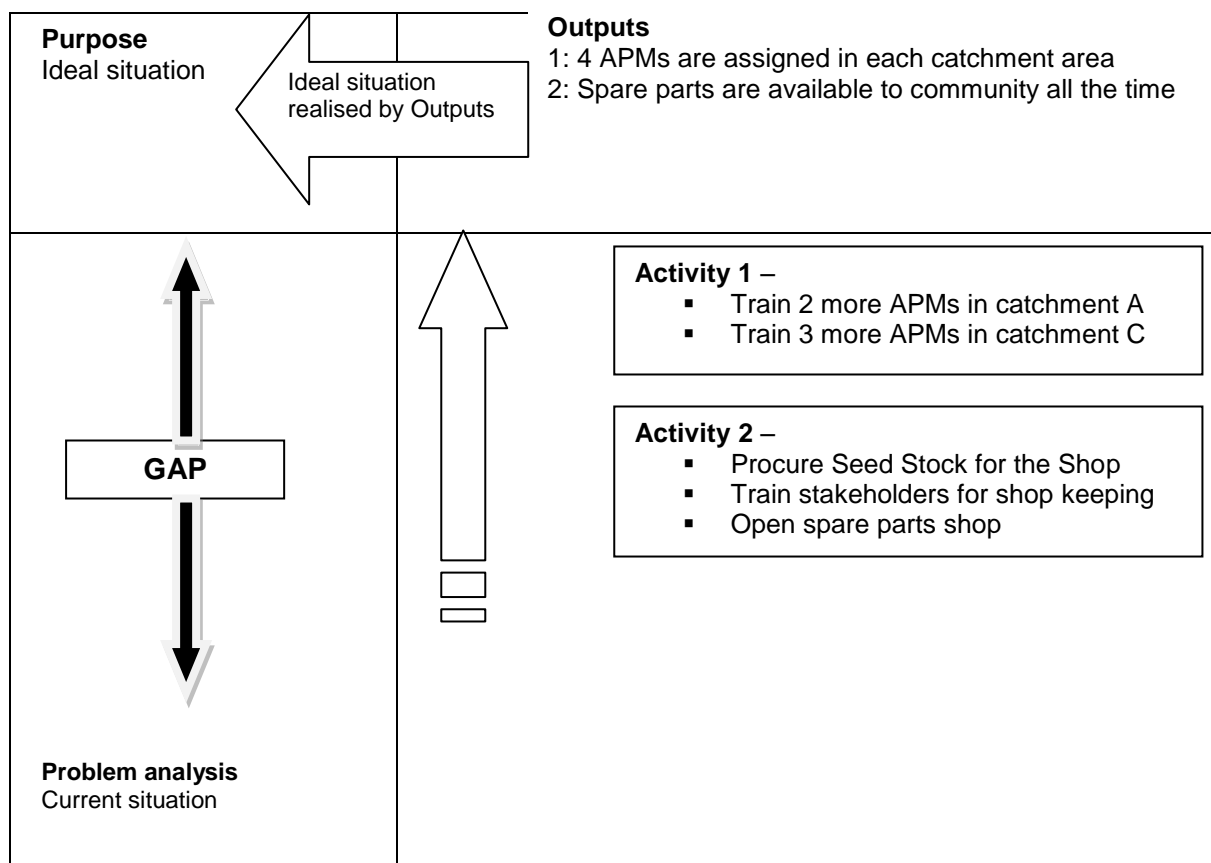 Purpose
Ideal situation
Ideal situation
realised by Outputs
Outputs
1: 4 APMs are assigned in each catchment area
2: Spare parts are available to community all the time
Activity 1 –
▪ Train 2 more APMs in catchment A
▪ Train 3 more APMs in catchment C
GAP
Activity 2 –
▪ Procure Seed Stock for the Shop
▪ Train stakeholders for shop keeping
▪ Open spare parts shop
Problem analysis
Current situation